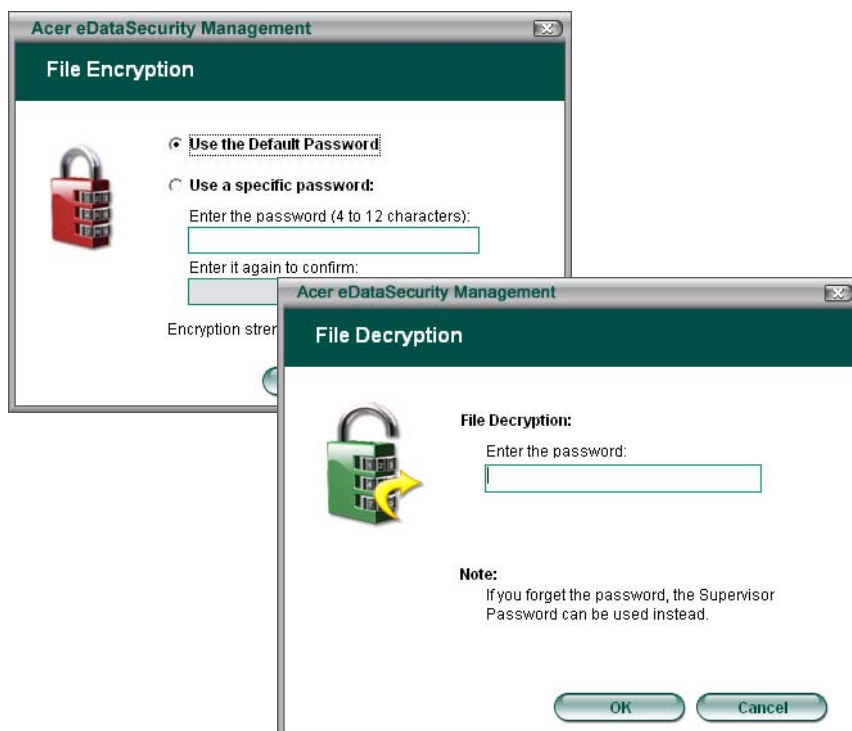 Acer eDataSecurity Management
File Encryption
Use the Default Password
Use a specific password:
Enter the password (4 to 12 characters):
Enter it again to confirm:
Encryption
Acer eDataSecurity Management
File Decryption
File Decryption:
Enter the password:
Note:
If you forget the password, the Supervisor
Password can be used instead.
OK
Cancel